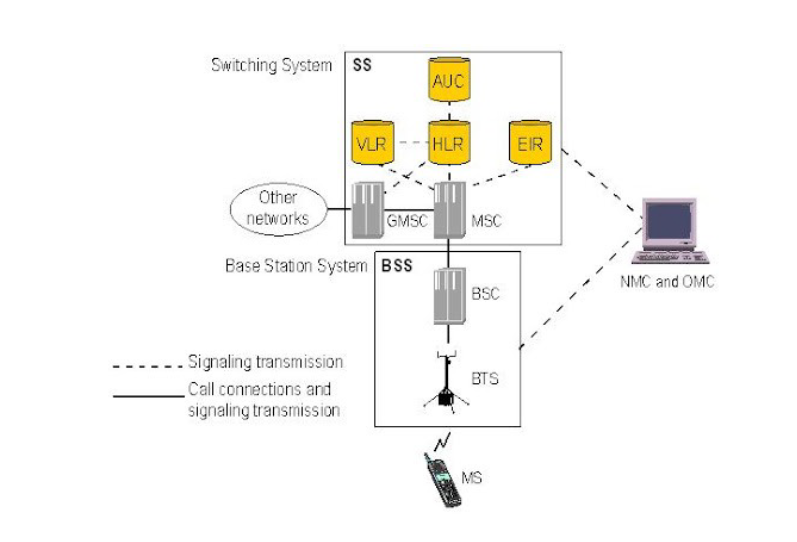 Switching System
SS
AUC
VLR
HLR
EIR
Other
networks
GMSC
MSC
Base Station System
BSS
NMC and OMC
BSC
Signaling transmission
BTS
Call connections and
signaling transmission
MS